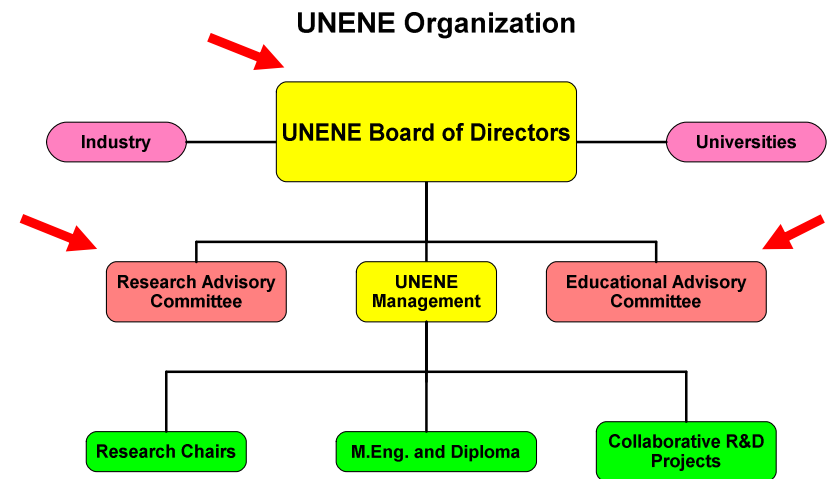 UNENE Organization
UNENE Board of Directors
Industry
Universities
Research Advisory
Committee
UNENE
Management
Educational Advisory
Committee
Research Chairs
M.Eng. and Diploma
Collaborative R&D
Projects